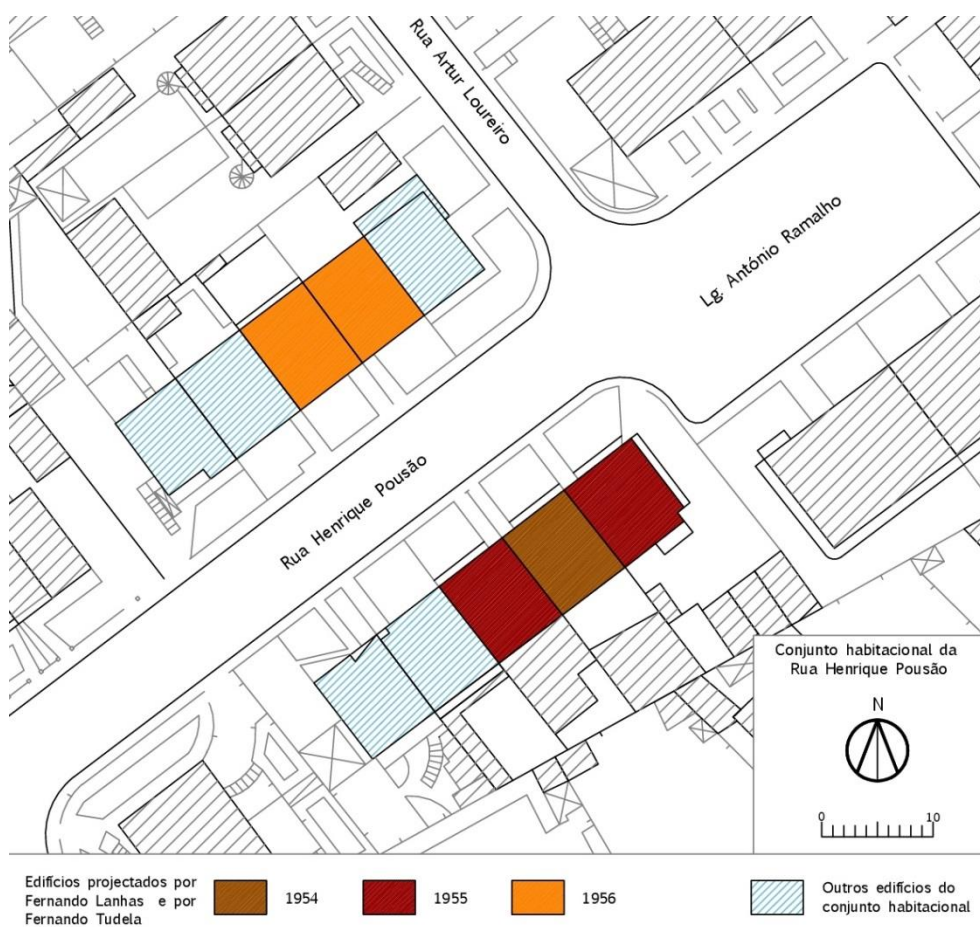 Rua Artur Loureiro
Lg. António Ramalho
Rua Henrique Pousão
Conjunto habitacional da
Rua Henrique Pousão
N
0 10
Edifícios projectados por
Fernando Lanhas e por
Fernando Tudela
1954
1955
1956
Outros edifícios do
conjunto habitacional